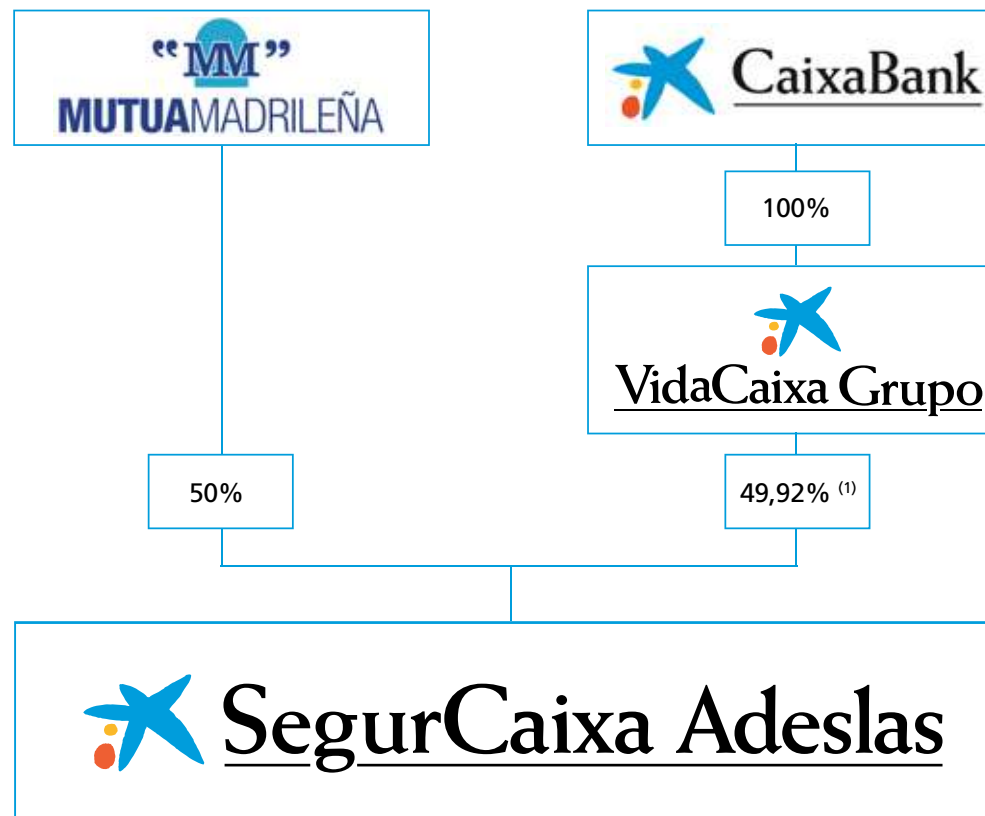 “MM”
MUTUAMADRILEÑA
CaixaBank
100%
VidaCaixa Grupo
50%
49,92% (1)
SegurCaixa Adeslas